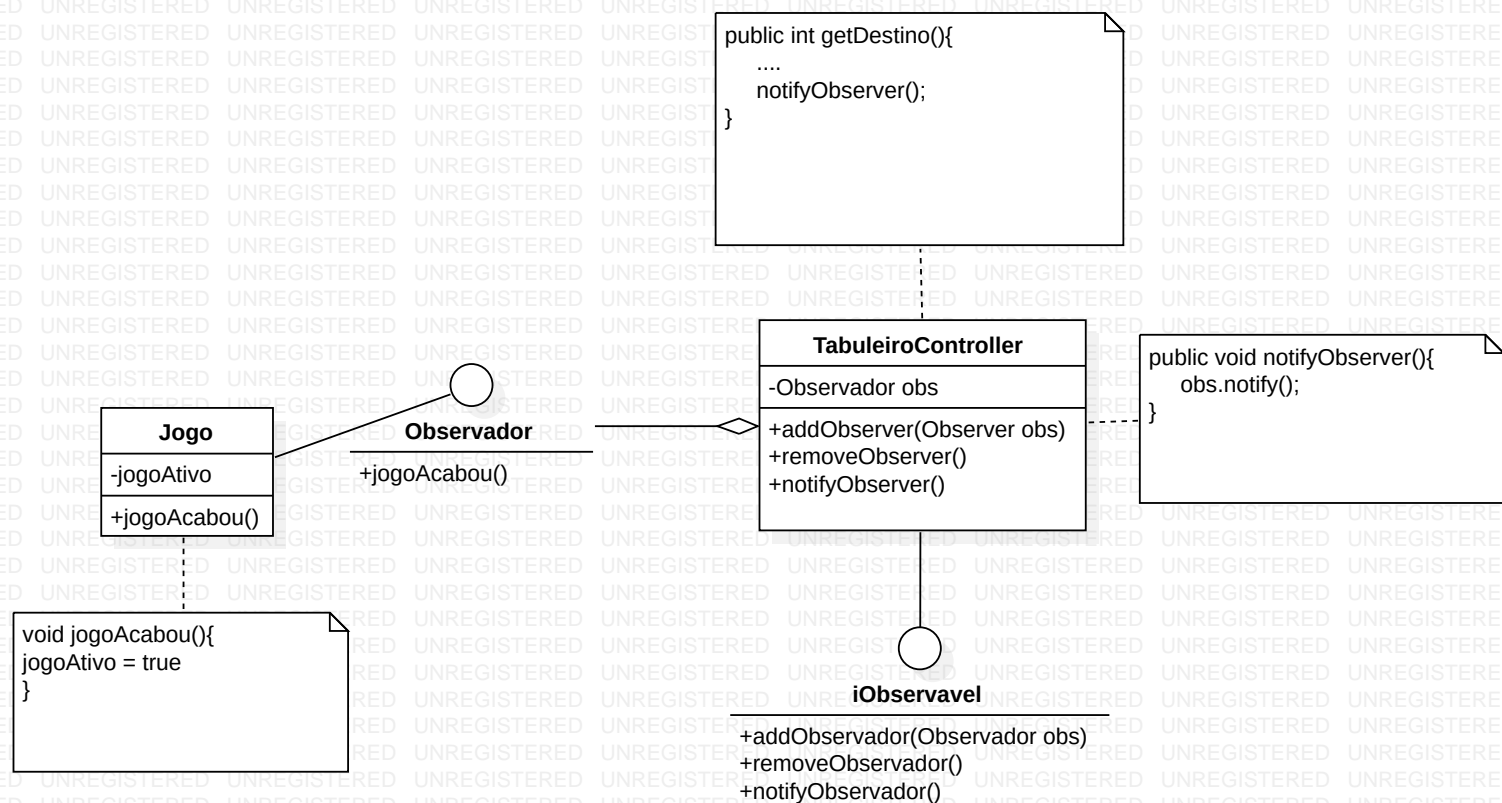 public int getDestino(){
....
notifyObserver();
}
TabuleiroController
-Observador obs
+addObserver(Observer obs)
+removeObserver()
+notifyObserver()
public void notifyObserver(){
obs.notify();
}
Observador
+jogoAcabou()
Jogo
-jogoAtivo
+jogoAcabou()
void jogoAcabou(){
jogoAtivo = true
}
iObservavel
+addObservador(Observador obs)
+removeObservador()
+notifyObservador()
UNREGISTERED